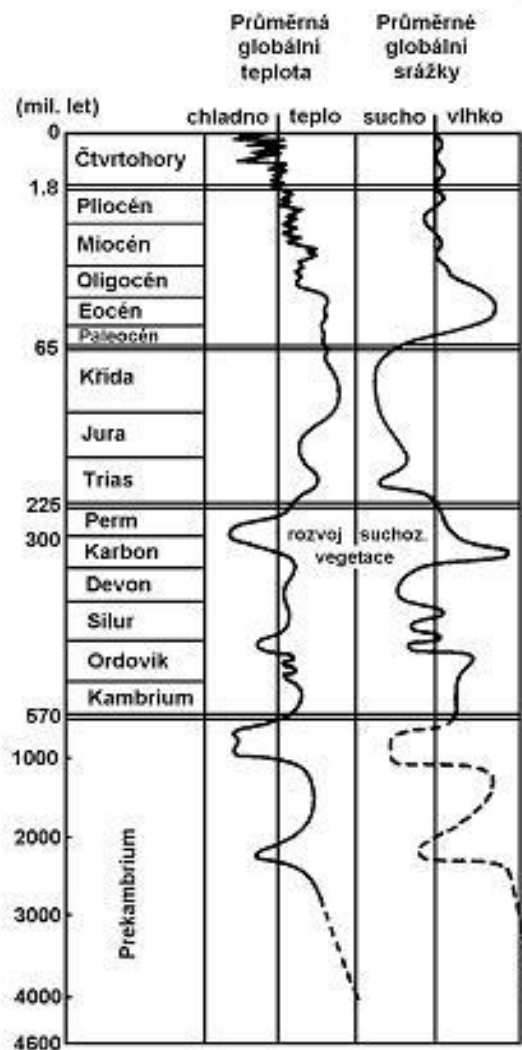 Průměrná
globální
teplota
Průměrné
globální
srážky
(mil. let)
chladno
teplo
sucho
vlhko
0
Čtvrtohory
1,8
Pliocén
Miocén
Oligocén
Eocén
Paleocén
65
Křída
Jura
Trias
225
Perm
300
rozvoj suchoz.
vegetace
Karbon
Devon
Silur
Ordovik
Kambrium
670
1000
2000
Prekambrium
3000
4000
4600